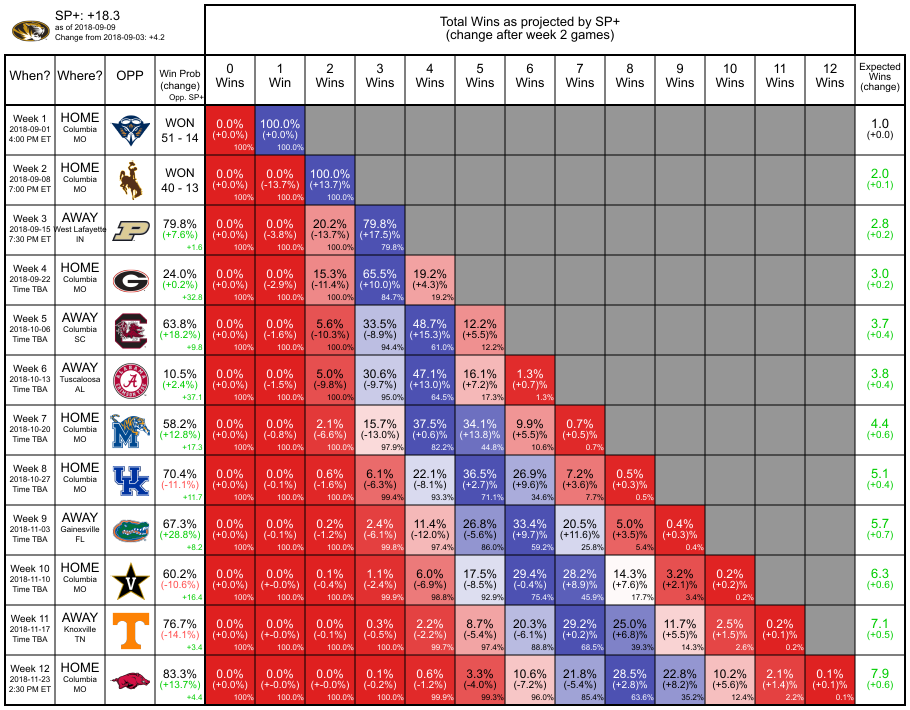 SP+: +18.3
as of 2018-09-09
Change from 2018-09-03: +4.2
Total Wins as projected by SP+
(change after week 2 games)
When? Where? OPP Win Prob (change) Opp. SP+ 0 Wins 1 Win 2 Wins 3 Wins 4 Wins 5 Wins 6 Wins 7 Wins 8 Wins 9 Wins 10 Wins 11 Wins 12 Wins Expected Wins (change)
Week 1 HOME WON 0.0% 100.0% 1.0
2018-09-01 Columbia 51 - 14 (+0.0%) (+0.0%) (+0.0)
4:00 PM ET MO 100% 100.0%
Week 2 HOME WON 0.0% 0.0% 100.0% 2.0
2018-09-08 Columbia 40 - 13 (+0.0%) (-13.7%) (+13.7)% (+0.1)
7:00 PM ET MO 100% 100.0% 100.0%
Week 3 AWAY P 79.8% 0.0% 0.0% 20.2% 79.8% 2.8
2018-09-15 West Lafayette (+7.6%) (+0.0%) (-3.8%) (-13.7%) (+17.5)% (+0.2)
7:30 PM ET IN +1.6 100% 100.0% 100.0% 79.8%
Week 4 HOME G 24.0% 0.0% 0.0% 15.3% 65.5% 19.2% 3.0
2018-09-22 Columbia (+0.2%) (+0.0%) (-2.9%) (-11.4%) (+10.0)% (+4.3)% (+0.2)
Time TBA MO +32.8 100% 100.0% 100.0% 84.7% 19.2%
Week 5 AWAY 63.8% 0.0% 0.0% 5.6% 33.5% 48.7% 12.2% 3.7
2018-10-06 Columbia (+18.2%) (+0.0%) (-1.6%) (-10.3%) (-8.9%) (+15.3)% (+5.5)% (+0.4)
Time TBA SC +9.8 100% 100.0% 100.0% 94.4% 61.0% 12.2%
Week 6 AWAY A 10.5% 0.0% 0.0% 5.0% 30.6% 47.1% 16.1% 1.3% 3.8
2018-10-13 Tuscaloosa (+2.4%) (+0.0%) (-1.5%) (-9.8%) (-9.7%) (+13.0)% (+7.2)% (+0.7)% (+0.4)
Time TBA AL +37.1 100% 100.0% 100.0% 95.0% 64.5% 17.3% 1.3%
Week 7 HOME M 58.2% 0.0% 0.0% 2.1% 15.7% 37.5% 34.1% 9.9% 0.7% 4.4
2018-10-20 Columbia (+12.8%) (+0.0%) (-0.8%) (-6.6%) (-13.0%) (+0.6)% (+13.8)% (+5.5)% (+0.5)% (+0.6)
Time TBA MO +17.3 100% 100.0% 100.0% 97.9% 82.2% 44.8% 10.6% 0.7%
Week 8 HOME UK 70.4% 0.0% 0.0% 0.6% 6.1% 22.1% 36.5% 26.9% 7.2% 0.5% 5.1
2018-10-27 Columbia (-11.1%) (+0.0%) (-0.1%) (-1.6%) (-6.3%) (-8.1%) (+2.7)% (+9.6)% (+3.6)% (+0.3)% (+0.4)
Time TBA MO +11.7 100% 100.0% 100.0% 99.4% 93.3% 71.1% 34.6% 7.7% 0.5%
Week 9 AWAY 67.3% 0.0% 0.0% 0.2% 2.4% 11.4% 26.8% 33.4% 20.5% 5.0% 0.4% 5.7
2018-11-03 Gainesville (+28.8%) (+0.0%) (-0.1%) (-1.2%) (-6.1%) (-12.0%) (-5.6%) (+9.7)% (+11.6)% (+3.5)% (+0.3)% (+0.7)
Time TBA FL +8.2 100% 100.0% 100.0% 99.8% 97.4% 86.0% 59.2% 25.8% 5.4% 0.4%
Week 10 HOME V 60.2% 0.0% 0.0% 0.1% 1.1% 6.0% 17.5% 29.4% 28.2% 14.3% 3.2% 0.2% 6.3
2018-11-10 Columbia (-10.6%) (+0.0%) (+-0.0%) (-0.4%) (-2.4%) (-6.9%) (-8.5%) (-0.4%) (+8.9)% (+7.6)% (+2.1)% (+0.2)% (+0.6)
Time TBA MO +16.4 100% 100.0% 100.0% 99.9% 98.8% 92.9% 75.4% 45.9% 17.7% 3.4% 0.2%
Week 11 AWAY T 76.7% 0.0% 0.0% 0.0% 0.3% 2.2% 8.7% 20.3% 29.2% 25.0% 11.7% 2.5% 0.2% 7.1
2018-11-17 Knoxville (-14.1%) (+0.0%) (+-0.0%) (-0.1%) (-0.5%) (-2.2%) (-5.4%) (-6.1%) (+0.2)% (+6.8)% (+5.5)% (+1.5)% (+0.1)% (+0.5)
Time TBA TN +3.4 100% 100.0% 100.0% 100.0% 99.7% 97.4% 88.8% 68.5% 39.3% 14.3% 2.6% 0.2%
Week 12 HOME 83.3% 0.0% 0.0% 0.0% 0.1% 0.6% 3.3% 10.6% 21.8% 28.5% 22.8% 10.2% 2.1% 0.1% 7.9
2018-11-23 Columbia (+13.7%) (+0.0%) (+-0.0%) (+-0.0%) (-0.2%) (-1.2%) (-4.0%) (-7.2%) (-5.4%) (+2.8)% (+8.2)% (+5.6)% (+1.4)% (+0.1)% (+0.6)
2:30 PM ET MO +4.4 100% 100.0% 100.0% 100.0% 99.9% 99.3% 96.0% 85.4% 63.6% 35.2% 12.4% 2.2% 0.1%